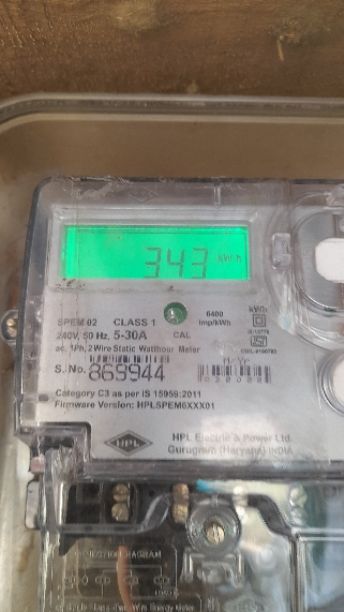 343 kWh
SPEM 02 CLASS 1
240V, 50 Hz, 5-30A CAL
6400
imp/kWh
ac. 1Ph, 2Wire Static Watthour Meter
S. No. 869944
M/Yr
Category C3 as per IS 15959:2011
Firmware Version: HPLSPEM6XXX01
HPL
HPL Electric & Power Ltd.
Gurugram (Haryana) INDIA
DIAGRAM